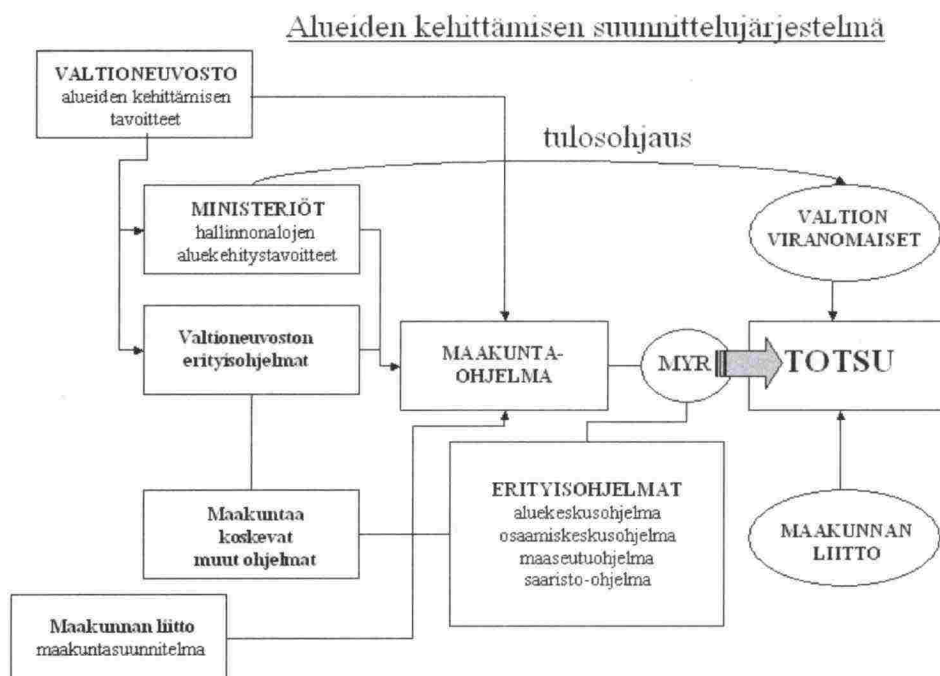 Alueiden kehittämisen suunnittelujärjestelmä
VALTIONEUVOSTO
alueiden kehittämisen
tavoitteet
tulosohjaus
MINISTERIÖT
hallinnonalojen
aluekehitystavoitteet
VALTION
VIRANOMAISET
Valtioneuvoston
erityisohjelmat
MAAKUNTA-
OHJELMA
MYR
TOTSU
Maakuntaa
koskevat
muut ohjelmat
ERITYISOHJELMAT
aluekeskusohjelma
osaamiskeskusohjelma
maaseutuohjelma
saaristo-ohjelma
MAAKUNNAN
LIITTO
Maakunnan liitto
maakuntasuunnitelma